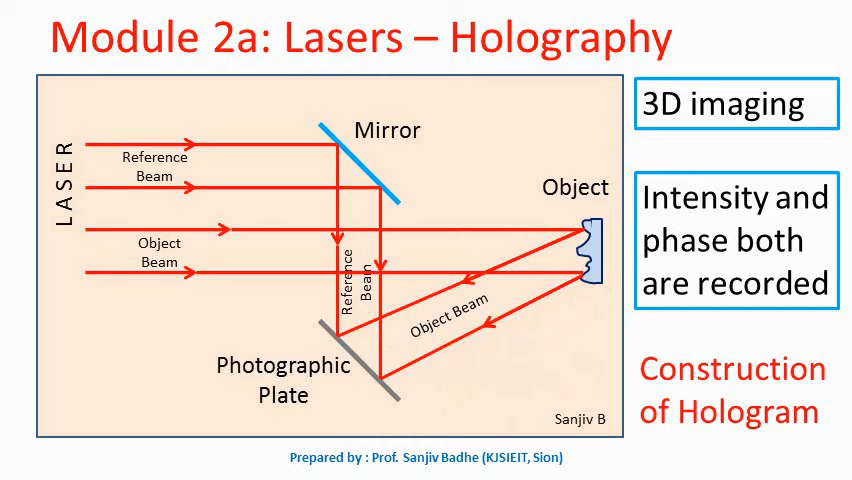 Module 2a: Lasers – Holography
LASER
Reference
Beam
Object
Beam
Mirror
Object
Reference
Beam
Object Beam
Photographic
Plate
Sanjiv B
3D imaging
Intensity and
phase both
are recorded
Construction
of Hologram
Prepared by : Prof. Sanjiv Badhe (KJSIEIT, Sion)